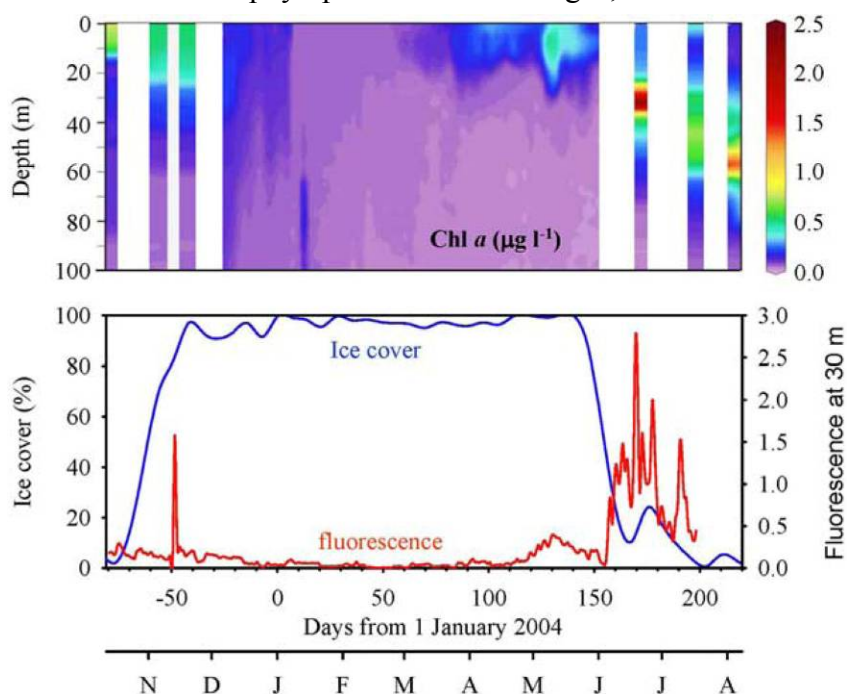 0
20
40
60
80
100
Depth (m)
Chl a (µg l⁻¹)
2.5
2.0
1.5
1.0
0.5
0.0
100
80
60
40
20
0
Ice cover (%)
Ice cover
fluorescence
3.0
2.5
2.0
1.5
1.0
0.5
0.0
Fluorescence at 30 m
-50 0 50 100 150 200
Days from 1 January 2004
N D J F M A M J J A